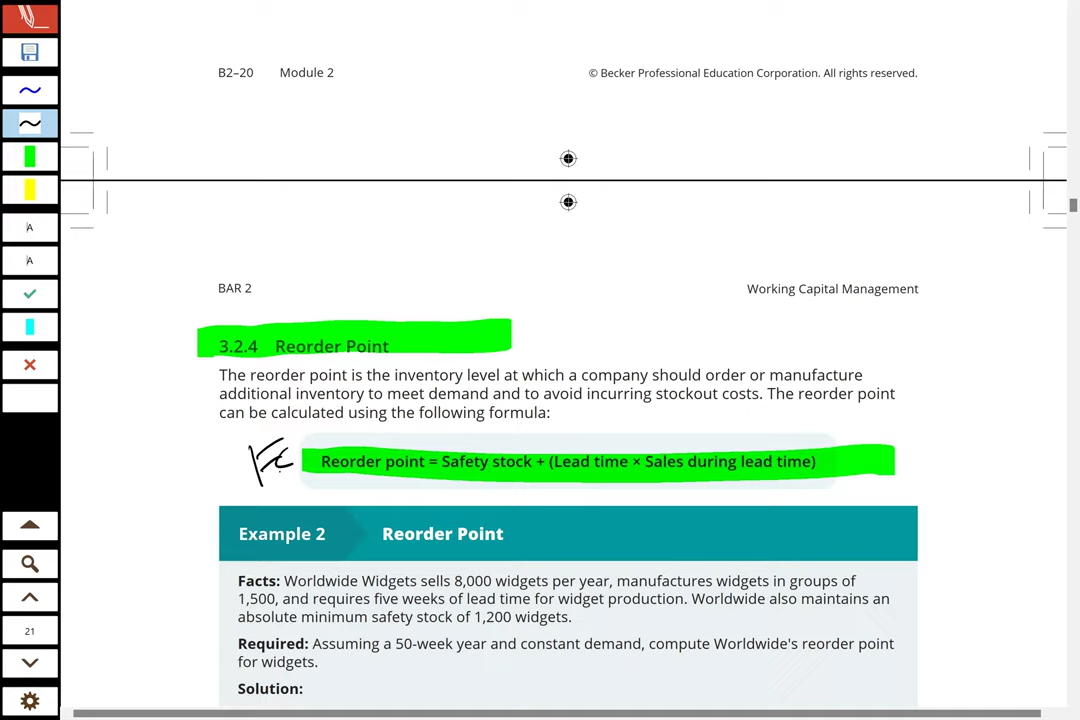 B2–20 Module 2 © Becker Professional Education Corporation. All rights reserved.
BAR 2 Working Capital Management
3.2.4 Reorder Point
The reorder point is the inventory level at which a company should order or manufacture
additional inventory to meet demand and to avoid incurring stockout costs. The reorder point
can be calculated using the following formula:
Reorder point = Safety stock + (Lead time × Sales during lead time)
Example 2 Reorder Point
Facts: Worldwide Widgets sells 8,000 widgets per year, manufactures widgets in groups of
1,500, and requires five weeks of lead time for widget production. Worldwide also maintains an
absolute minimum safety stock of 1,200 widgets.
Required: Assuming a 50-week year and constant demand, compute Worldwide's reorder point
for widgets.
Solution:
A
A
21